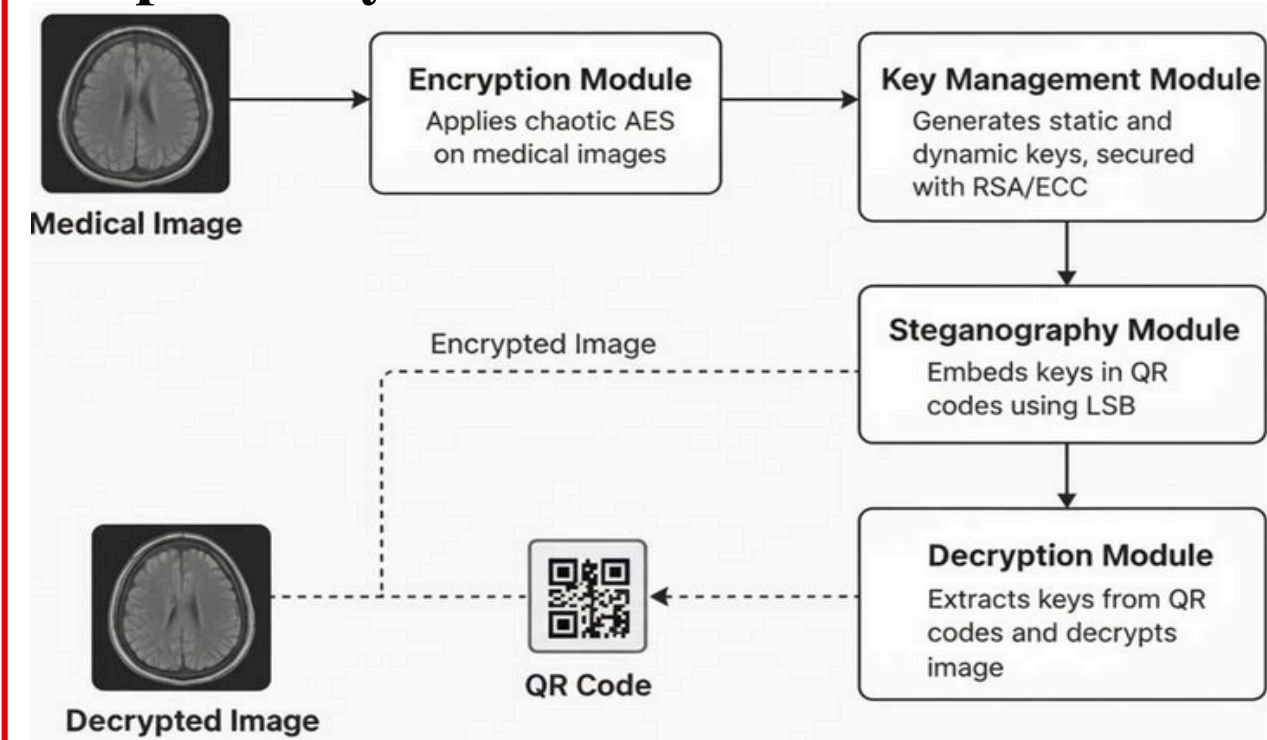 Encryption Module
Applies chaotic AES
on medical images
Key Management Module
Generates static and
dynamic keys, secured
with RSA/ECC
Medical Image
Steganography Module
Embeds keys in QR
codes using LSB
Encrypted Image
Decryption Module
Extracts keys from QR
codes and decrypts
image
QR Code
Decrypted Image